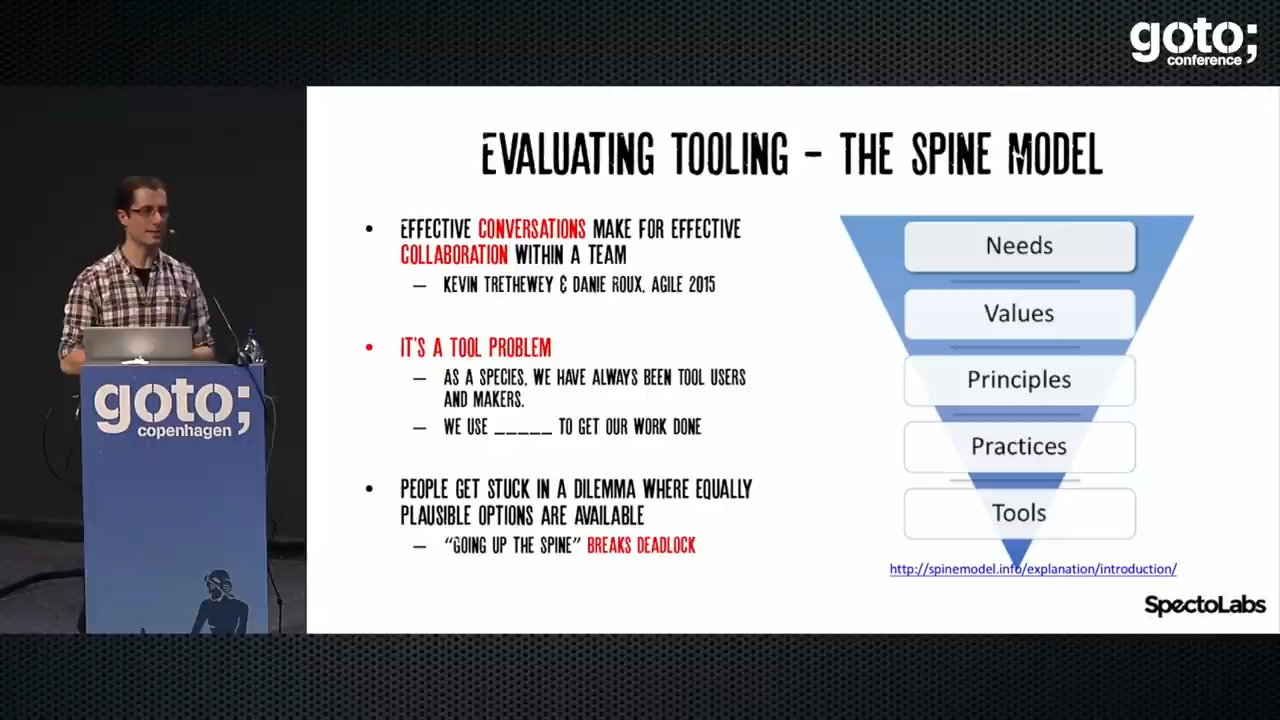 goto;
conference
EVALUATING TOOLING – THE SPINE MODEL
• EFFECTIVE CONVERSATIONS MAKE FOR EFFECTIVE
COLLABORATION WITHIN A TEAM
– KEVIN TRETHEWEY & DANIE ROUX, AGILE 2015
• IT'S A TOOL PROBLEM
– AS A SPECIES, WE HAVE ALWAYS BEEN TOOL USERS
AND MAKERS.
– WE USE _____ TO GET OUR WORK DONE
• PEOPLE GET STUCK IN A DILEMMA WHERE EQUALLY
PLAUSIBLE OPTIONS ARE AVAILABLE
– “GOING UP THE SPINE” BREAKS DEADLOCK
Needs
Values
Principles
Practices
Tools
http://spinemodel.info/explanation/introduction/
SpectoLabs
goto;
copenhagen